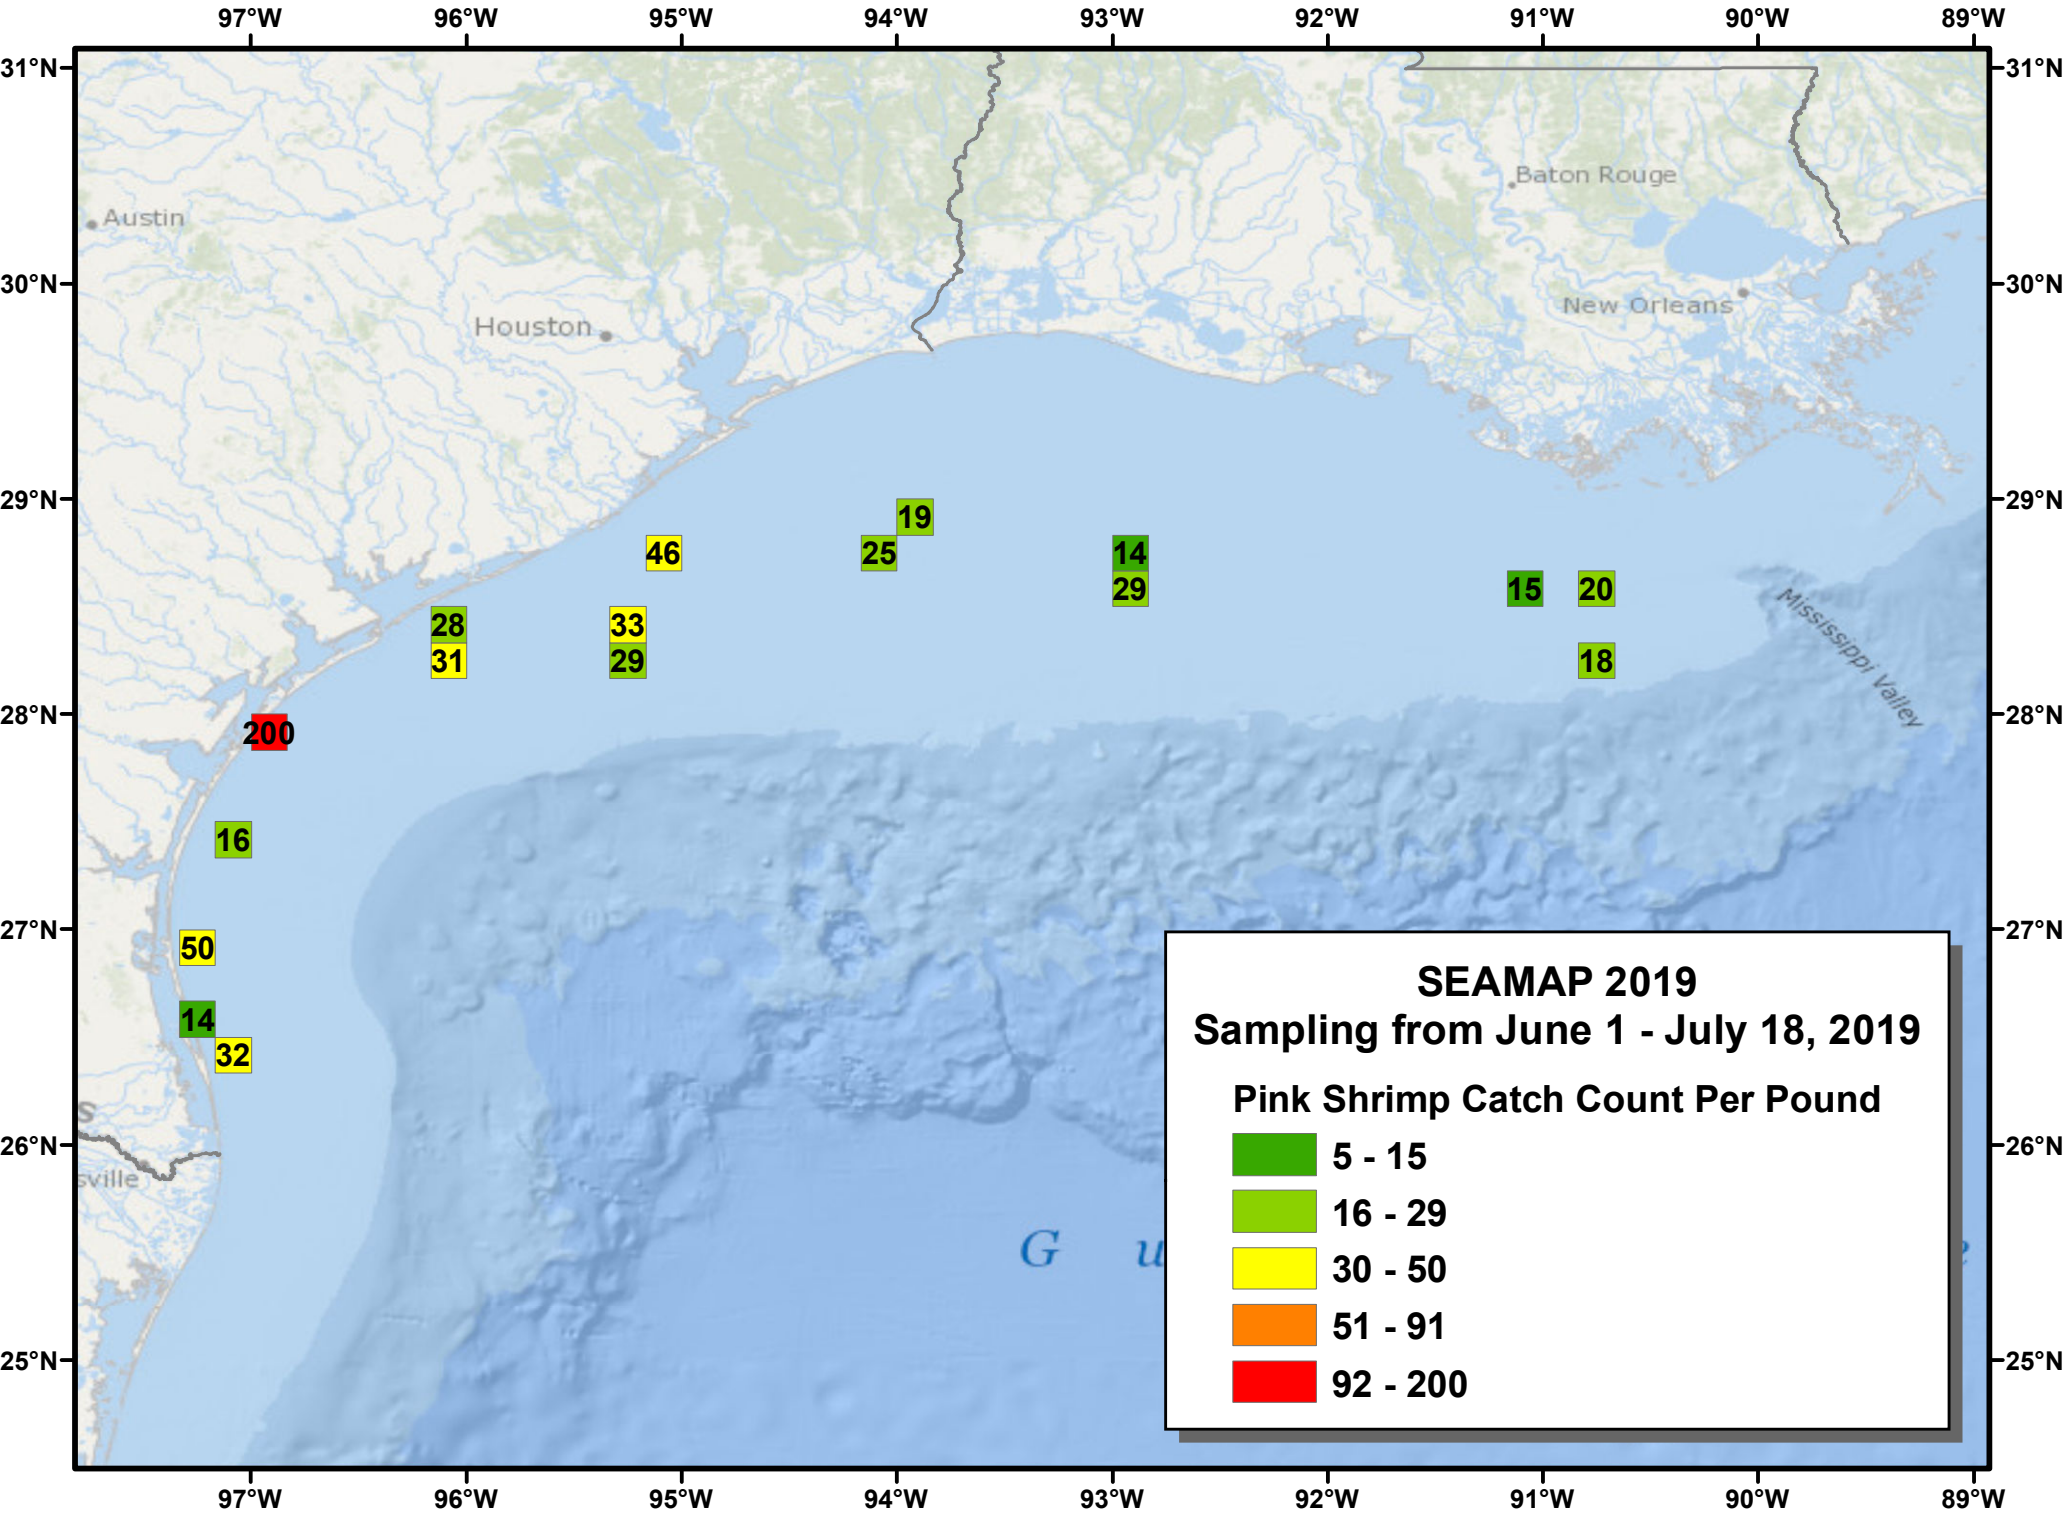 97°W 96°W 95°W 94°W 93°W 92°W 91°W 90°W 89°W
31°N 31°N
Baton Rouge
Austin
30°N 30°N
New Orleans
Houston
29°N 29°N
19
46 25 14
29 15 20
28 33
31 29 18
Mississippi Valley
28°N 28°N
200
16
27°N 27°N
50
14
32
SEAMAP 2019
Sampling from June 1 - July 18, 2019
Pink Shrimp Catch Count Per Pound
5 - 15
16 - 29
30 - 50
51 - 91
92 - 200
s
26°N 26°N
sville
G u e
25°N 25°N
97°W 96°W 95°W 94°W 93°W 92°W 91°W 90°W 89°W